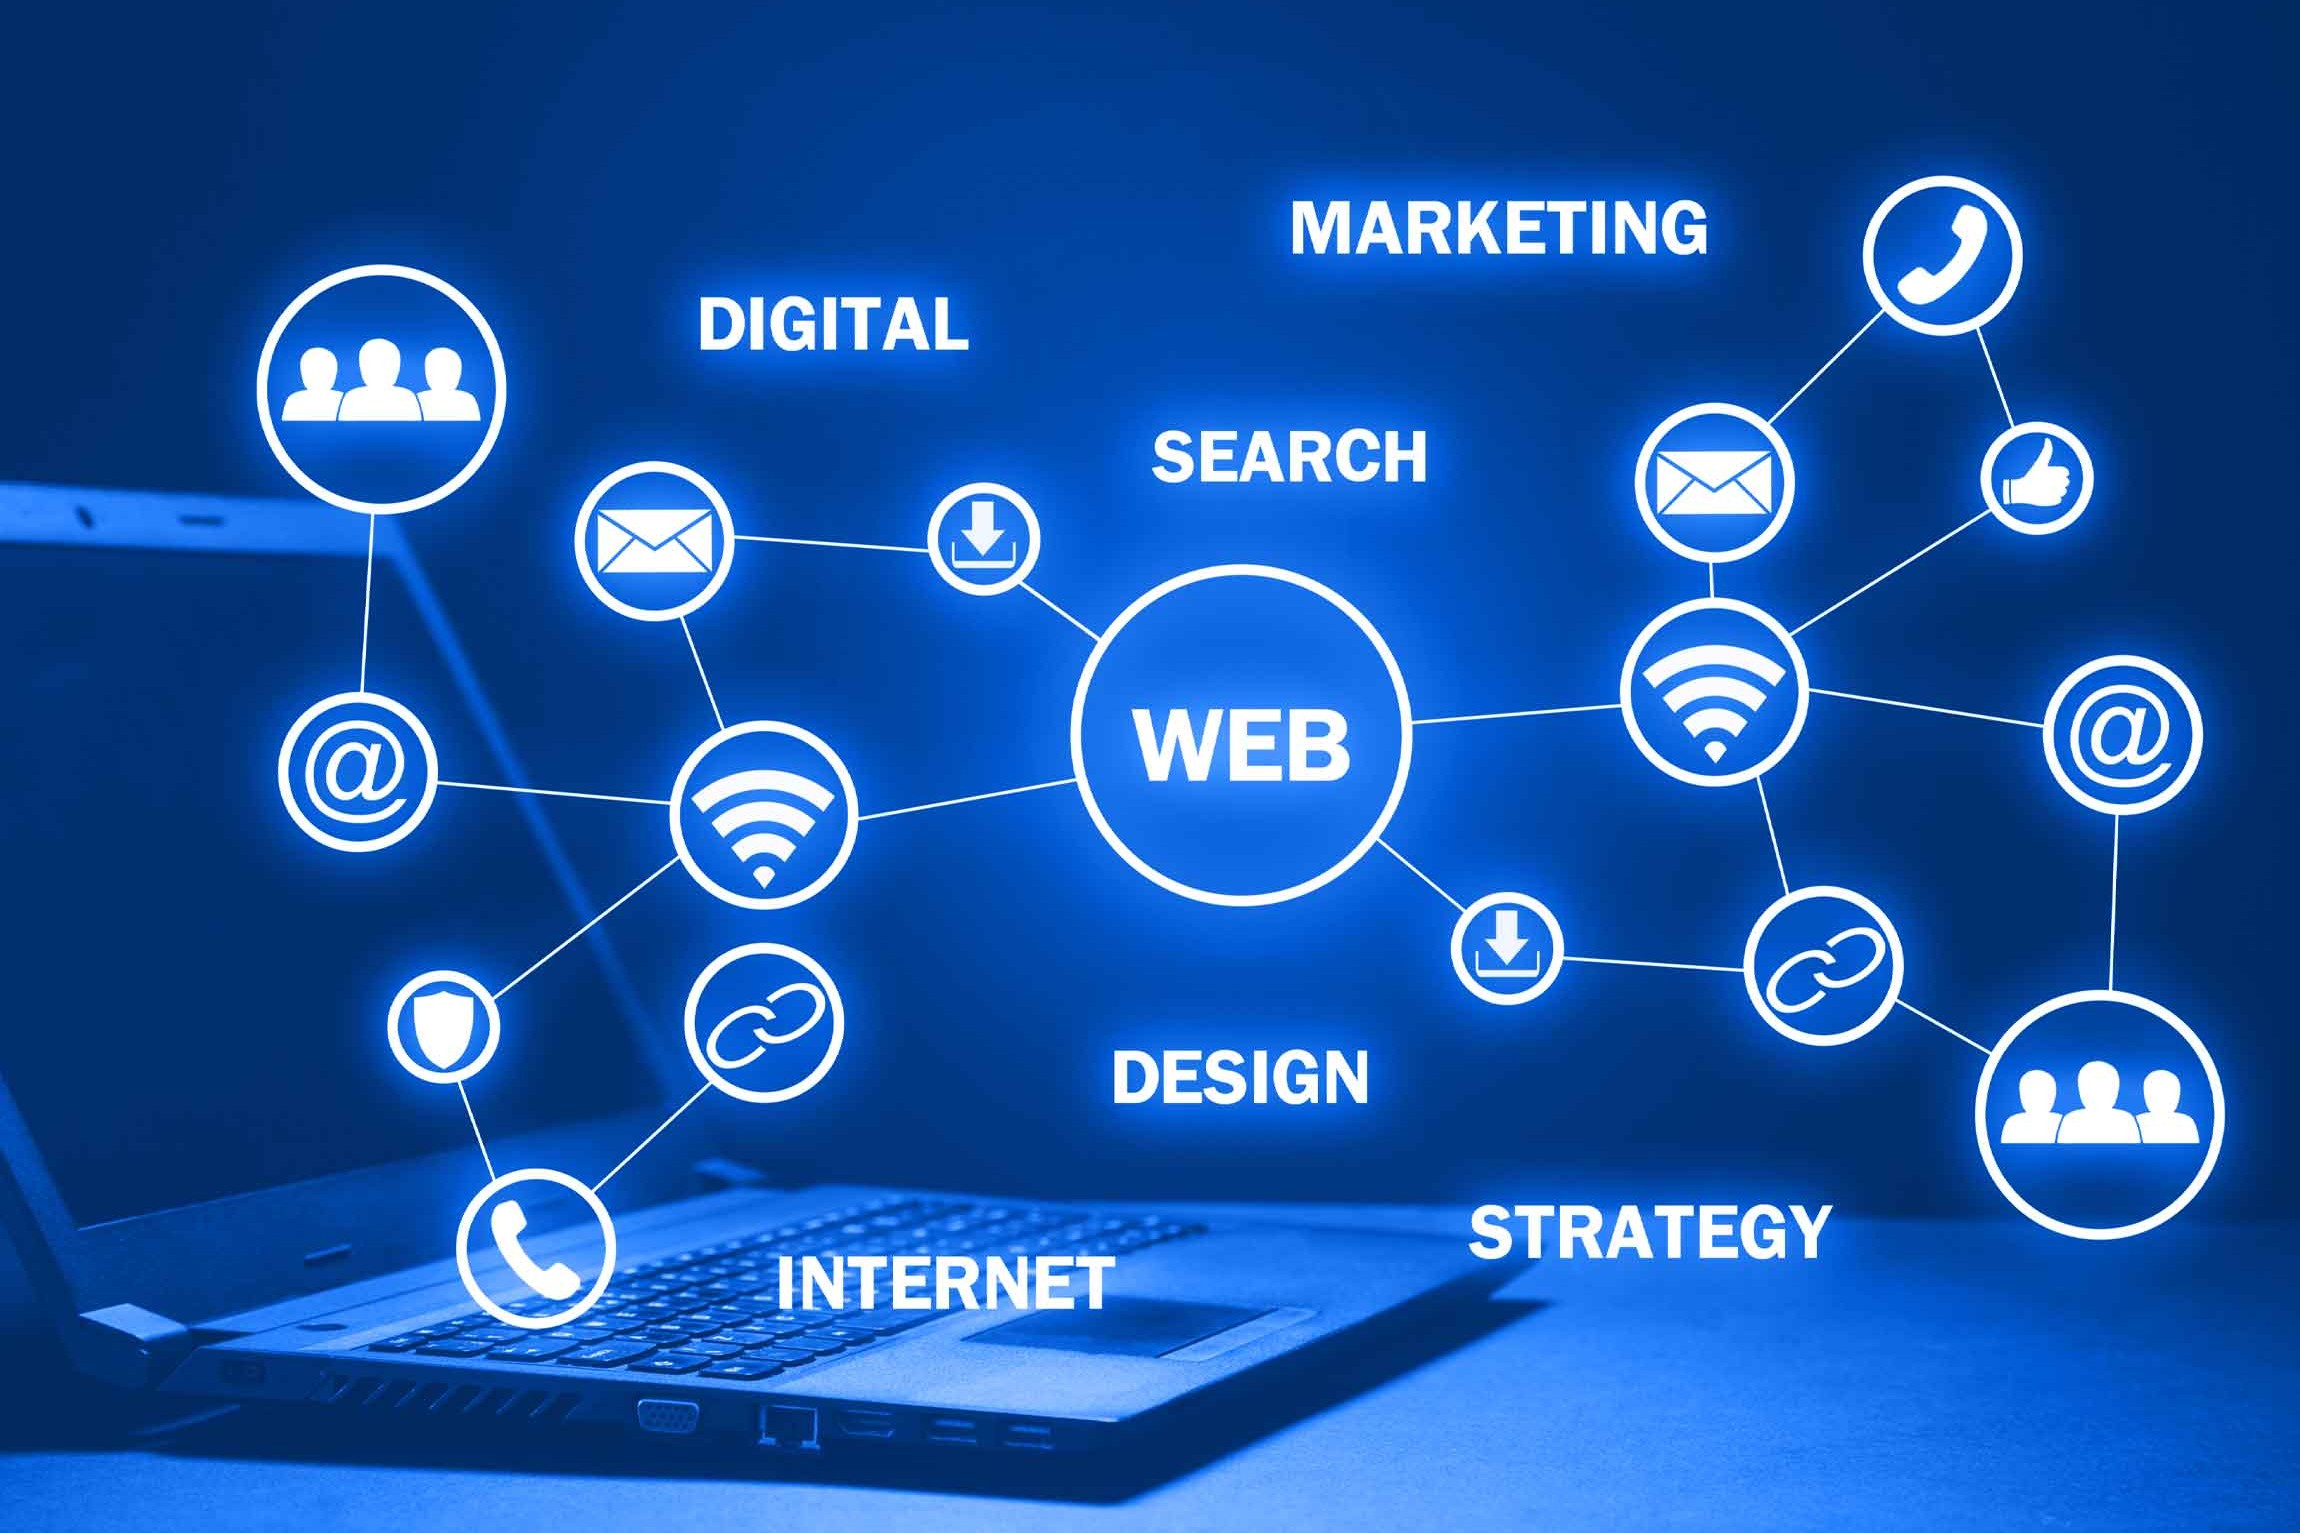 MARKETING
DIGITAL
SEARCH
WEB
DESIGN
STRATEGY
INTERNET